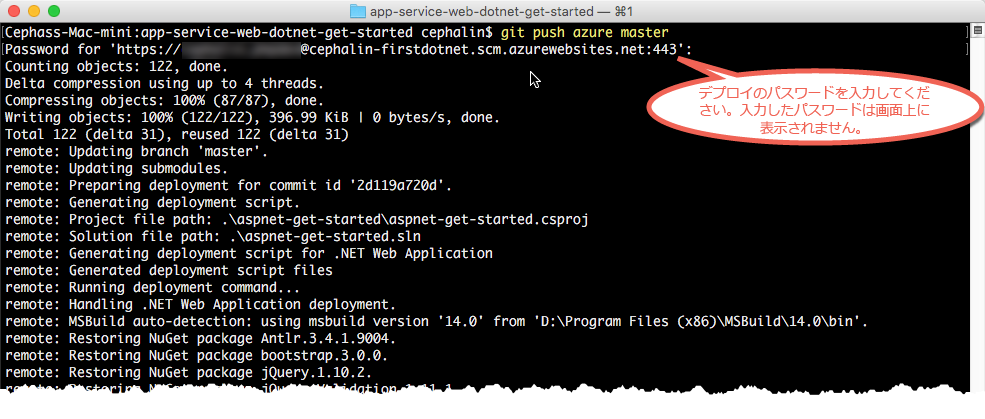 app-service-web-dotnet-get-started — ⌘1
[Cephass-Mac-mini:app-service-web-dotnet-get-started cephalin$ git push azure master ]
[Password for 'https://@cephalin-firstdotnet.scm.azurewebsites.net:443': ]
Counting objects: 122, done.
Delta compression using up to 4 threads.
Compressing objects: 100% (87/87), done.
Writing objects: 100% (122/122), 396.99 KiB | 0 bytes/s, done.
Total 122 (delta 31), reused 122 (delta 31)
remote: Updating branch 'master'.
remote: Updating submodules.
remote: Preparing deployment for commit id '2d119a720d'.
remote: Generating deployment script.
remote: Project file path: .\aspnet-get-started\aspnet-get-started.csproj
remote: Solution file path: .\aspnet-get-started.sln
remote: Generating deployment script for .NET Web Application
remote: Generated deployment script files
remote: Running deployment command...
remote: Handling .NET Web Application deployment.
remote: MSBuild auto-detection: using msbuild version '14.0' from 'D:\Program Files (x86)\MSBuild\14.0\bin'.
remote: Restoring NuGet package Antlr.3.4.1.9004.
remote: Restoring NuGet package bootstrap.3.0.0.
remote: Restoring NuGet package jQuery.1.10.2.
remote: Restoring
デプロイのパスワードを入力してくだ
さい。入力したパスワードは画面上に
表示されません。